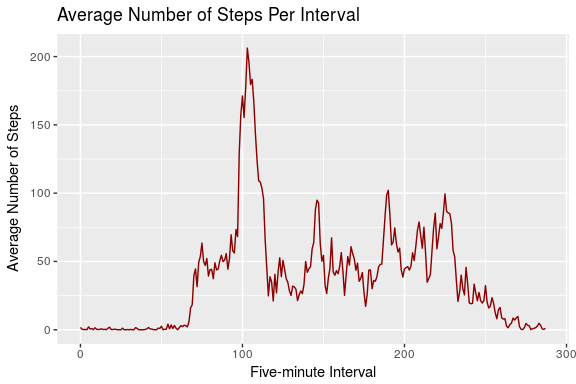 Average Number of Steps Per Interval
Average Number of Steps
200
150
100
50
0
0 100 200 300
Five-minute Interval